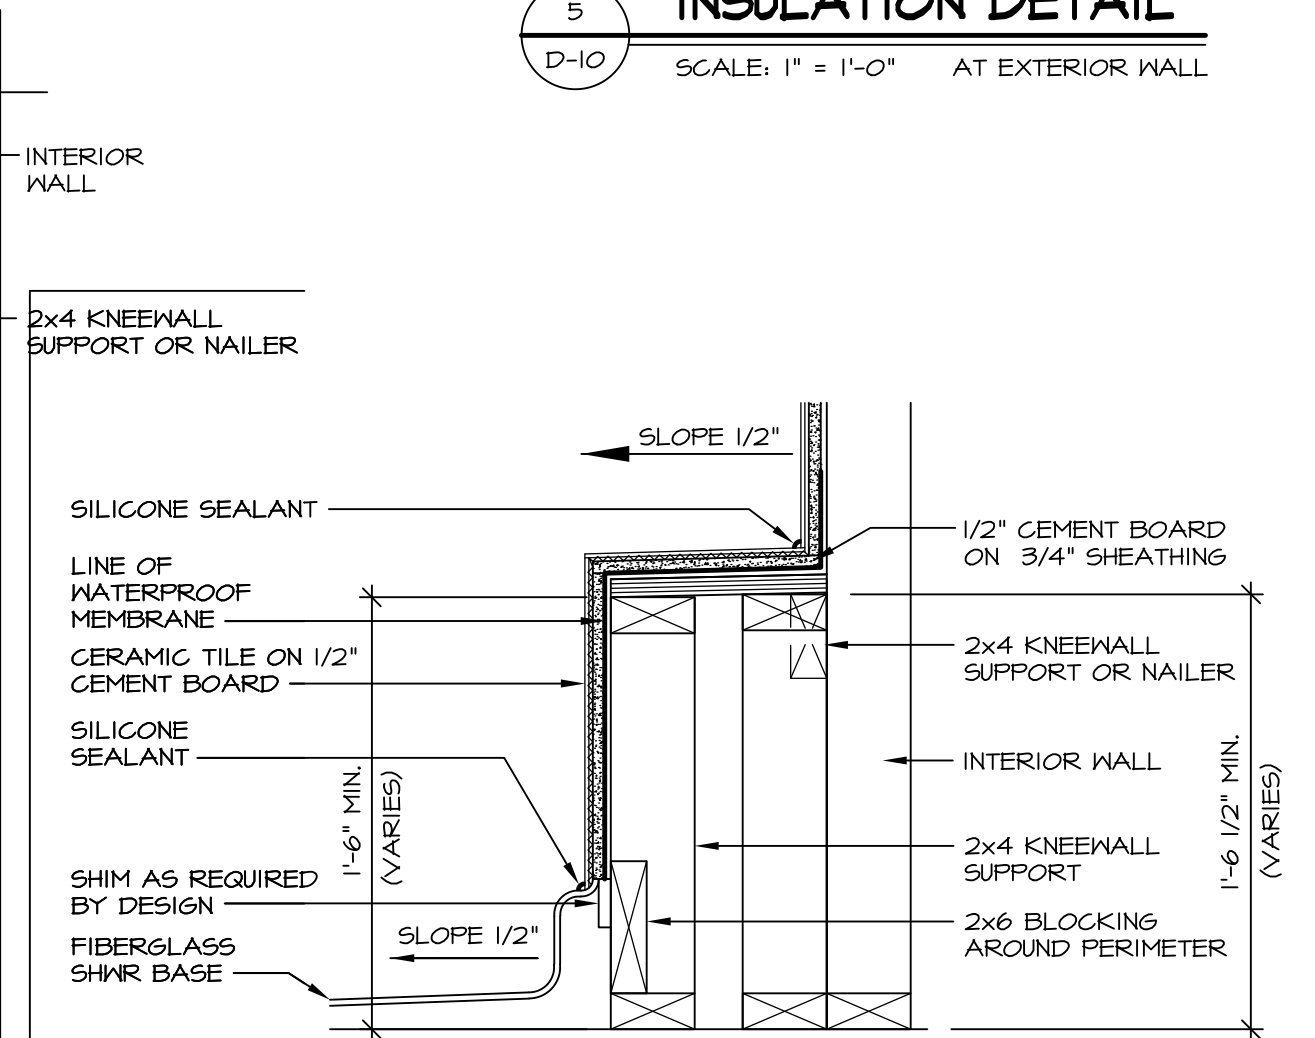 5
D-10
INSULATION DETAIL
SCALE: 1" = 1'-0"
AT EXTERIOR WALL
INTERIOR
WALL
2x4 KNEEWALL
SUPPORT OR NAILER
SLOPE 1/2"
SILICONE SEALANT
LINE OF
WATERPROOF
MEMBRANE
CERAMIC TILE ON 1/2"
CEMENT BOARD
SILICONE
SEALANT
1'-6" MIN.
(VARIES)
SHIM AS REQUIRED
BY DESIGN
SLOPE 1/2"
FIBERGLASS
SHWR BASE
1/2" CEMENT BOARD
ON 3/4" SHEATHING
2x4 KNEEWALL
SUPPORT OR NAILER
INTERIOR WALL
2x4 KNEEWALL
SUPPORT
2x6 BLOCKING
AROUND PERIMETER
1'-6 1/2" MIN.
(VARIES)